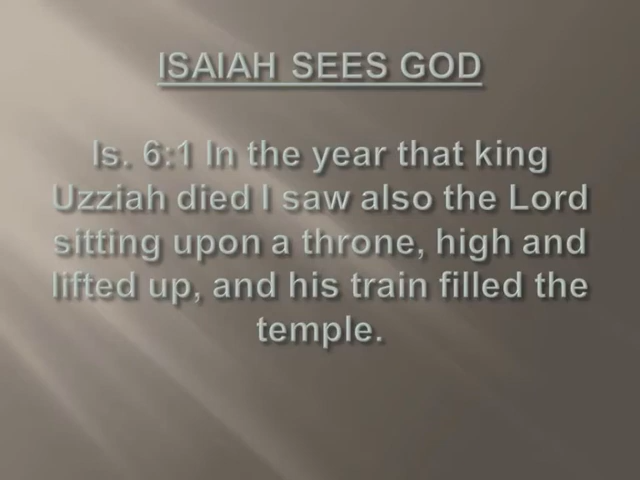 ISAIAH SEES GOD
Is. 6:1 In the year that king
Uzziah died I saw also the Lord
sitting upon a throne, high and
lifted up, and his train filled the
temple.